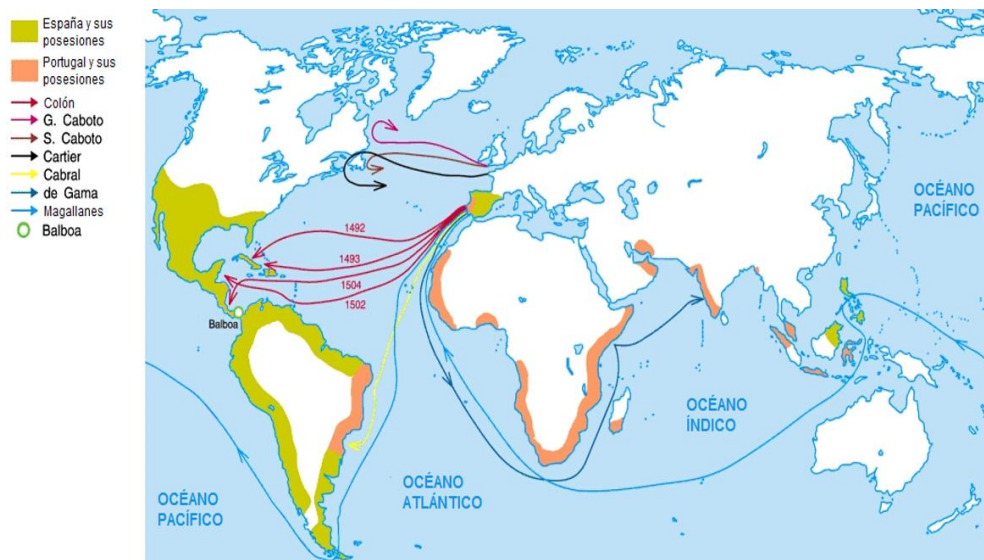 España y sus
posesiones
Portugal y sus
posesiones
Colón
G. Caboto
S. Caboto
Cartier
Cabral
de Gama
Magallanes
Balboa
1492
1493
1504
1502
Balboa
OCÉANO
PACÍFICO
OCÉANO
ÍNDICO
OCÉANO
ATLÁNTICO
OCÉANO
PACÍFICO